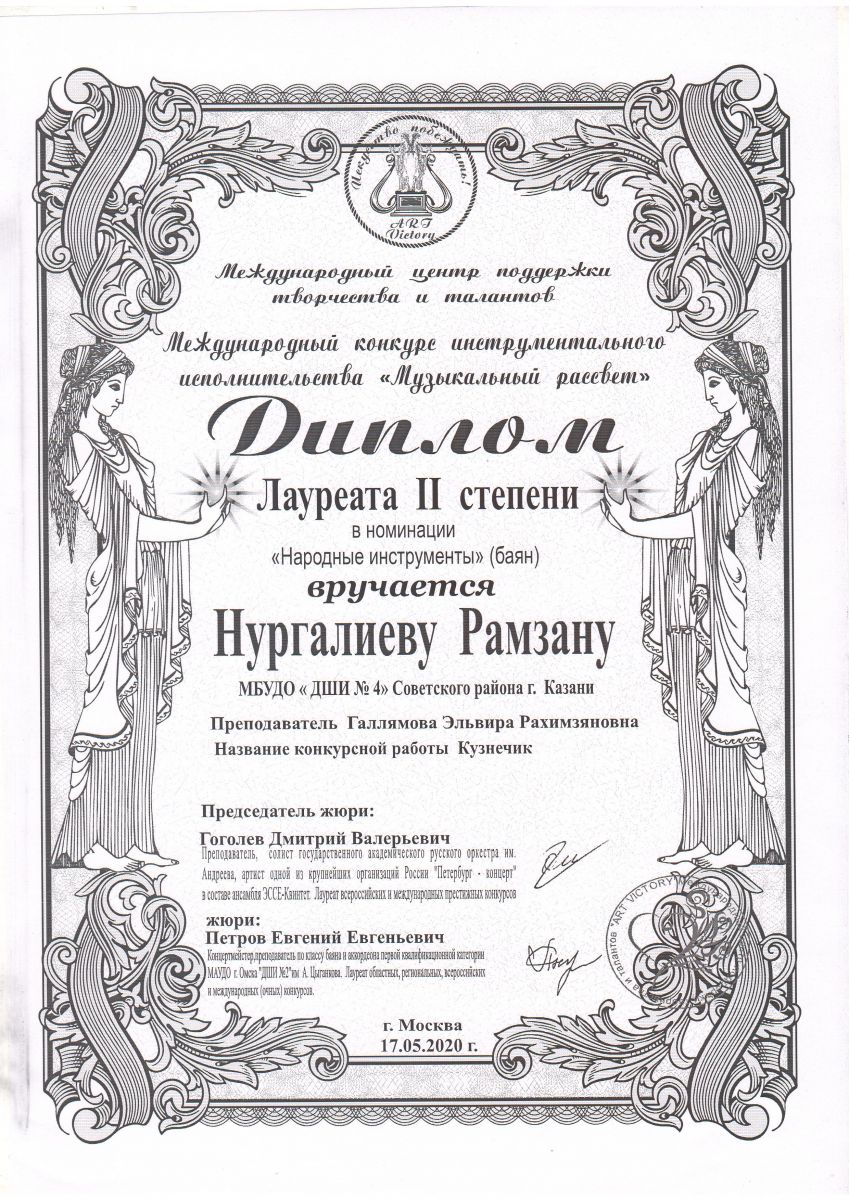 Искусство побеждать!
ART
Victory
Международный центр поддержки
творчества и талантов
Международный конкурс инструментального
исполнительства «Музыкальный рассвет»
Диплом
Лауреата II степени
в номинации
«Народные инструменты» (баян)
вручается
Нургалиеву Рамзану
МБУДО « ДШИ № 4» Советского района г. Казани
Преподаватель Галлямова Эльвира Рахимзяновна
Название конкурсной работы Кузнечик
Председатель жюри:
Гоголев Дмитрий Валерьевич
Преподаватель, солист государственного академического русского оркестра им.
Андреева, артист одной из крупнейших организаций России "Петербург - концерт"
в составе ансамбля ЭССЕ-Квинтет. Лауреат всероссийских и международных престижных конкурсов
жюри:
Петров Евгений Евгеньевич
Концертмейстер,преподаватель по классу баяна и аккордеона первой квалификационной категории
МАУДО г. Омска "ДШИ №2"им А. Цыганкова. Лауреат областных, региональных, всероссийских
и международных (очных) конкурсов.
и талантов "ART VICTORY
г. Москва
17.05.2020 г.